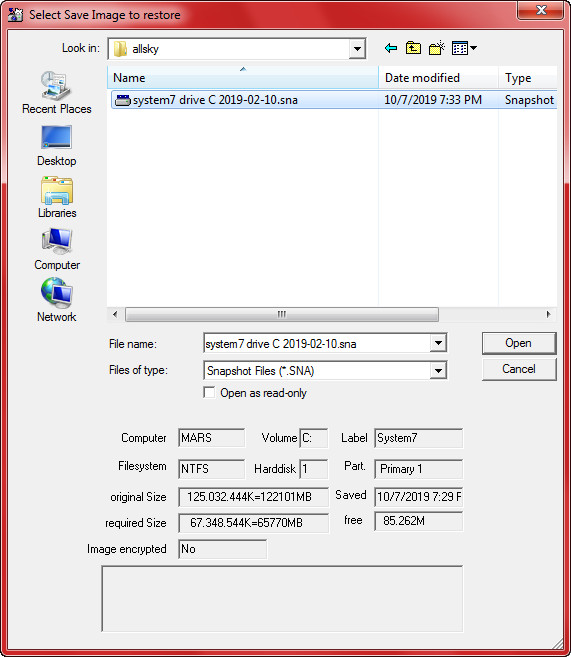 Select Save Image to restore
Look in: allsky
Name Date modified Type
system7 drive C 2019-02-10.sna 10/7/2019 7:33 PM Snapshot
Recent Places
Desktop
Libraries
Computer
Network
File name: system7 drive C 2019-02-10.sna Open
Files of type: Snapshot Files (*.SNA) Cancel
Open as read-only
Computer MARS Volume C: Label System7
Filesystem NTFS Harddisk 1 Part. Primary 1
original Size 125.032.444K=122101MB Saved 10/7/2019 7:29 F
required Size 67.348.544K=65770MB free 85.262M
Image encrypted No